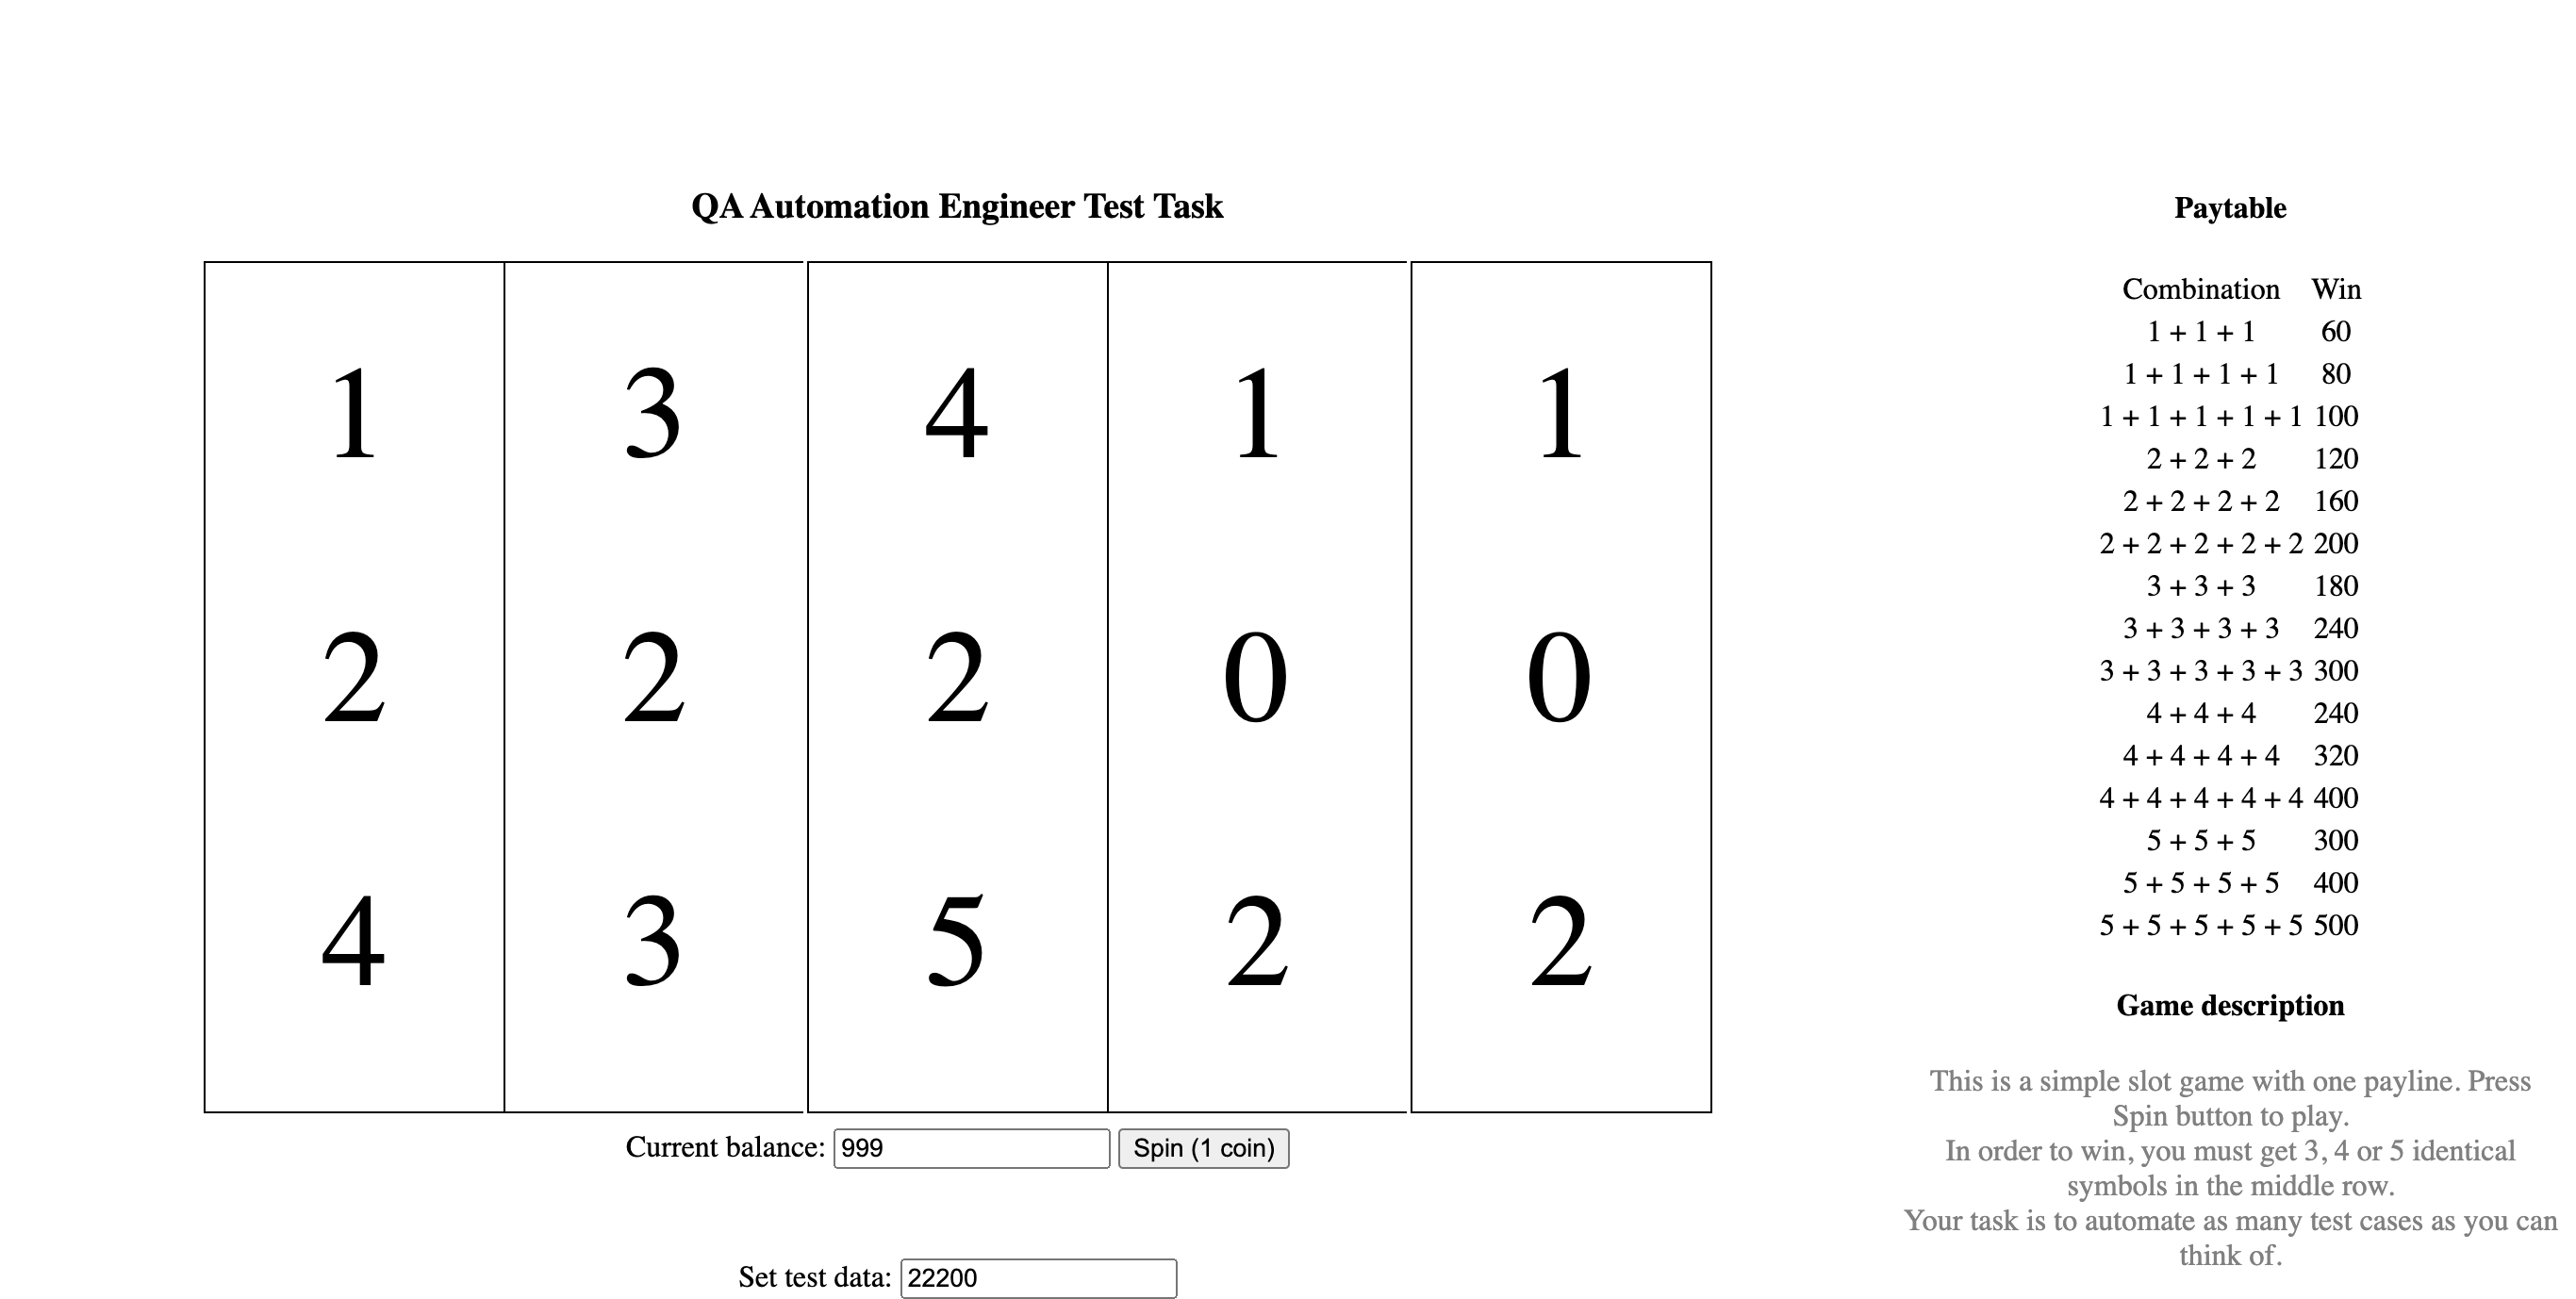 QA Automation Engineer Test Task
1 3 4 1 1
2 2 2 0 0
4 3 5 2 2
Current balance: 999 Spin (1 coin)
Set test data: 22200
Paytable
Combination Win
1 + 1 + 1 60
1 + 1 + 1 + 1 80
1 + 1 + 1 + 1 + 1 100
2 + 2 + 2 120
2 + 2 + 2 + 2 160
2 + 2 + 2 + 2 + 2 200
3 + 3 + 3 180
3 + 3 + 3 + 3 240
3 + 3 + 3 + 3 + 3 300
4 + 4 + 4 240
4 + 4 + 4 + 4 320
4 + 4 + 4 + 4 + 4 400
5 + 5 + 5 300
5 + 5 + 5 + 5 400
5 + 5 + 5 + 5 + 5 500
Game description
This is a simple slot game with one payline. Press
Spin button to play.
In order to win, you must get 3, 4 or 5 identical
symbols in the middle row.
Your task is to automate as many test cases as you can
think of.